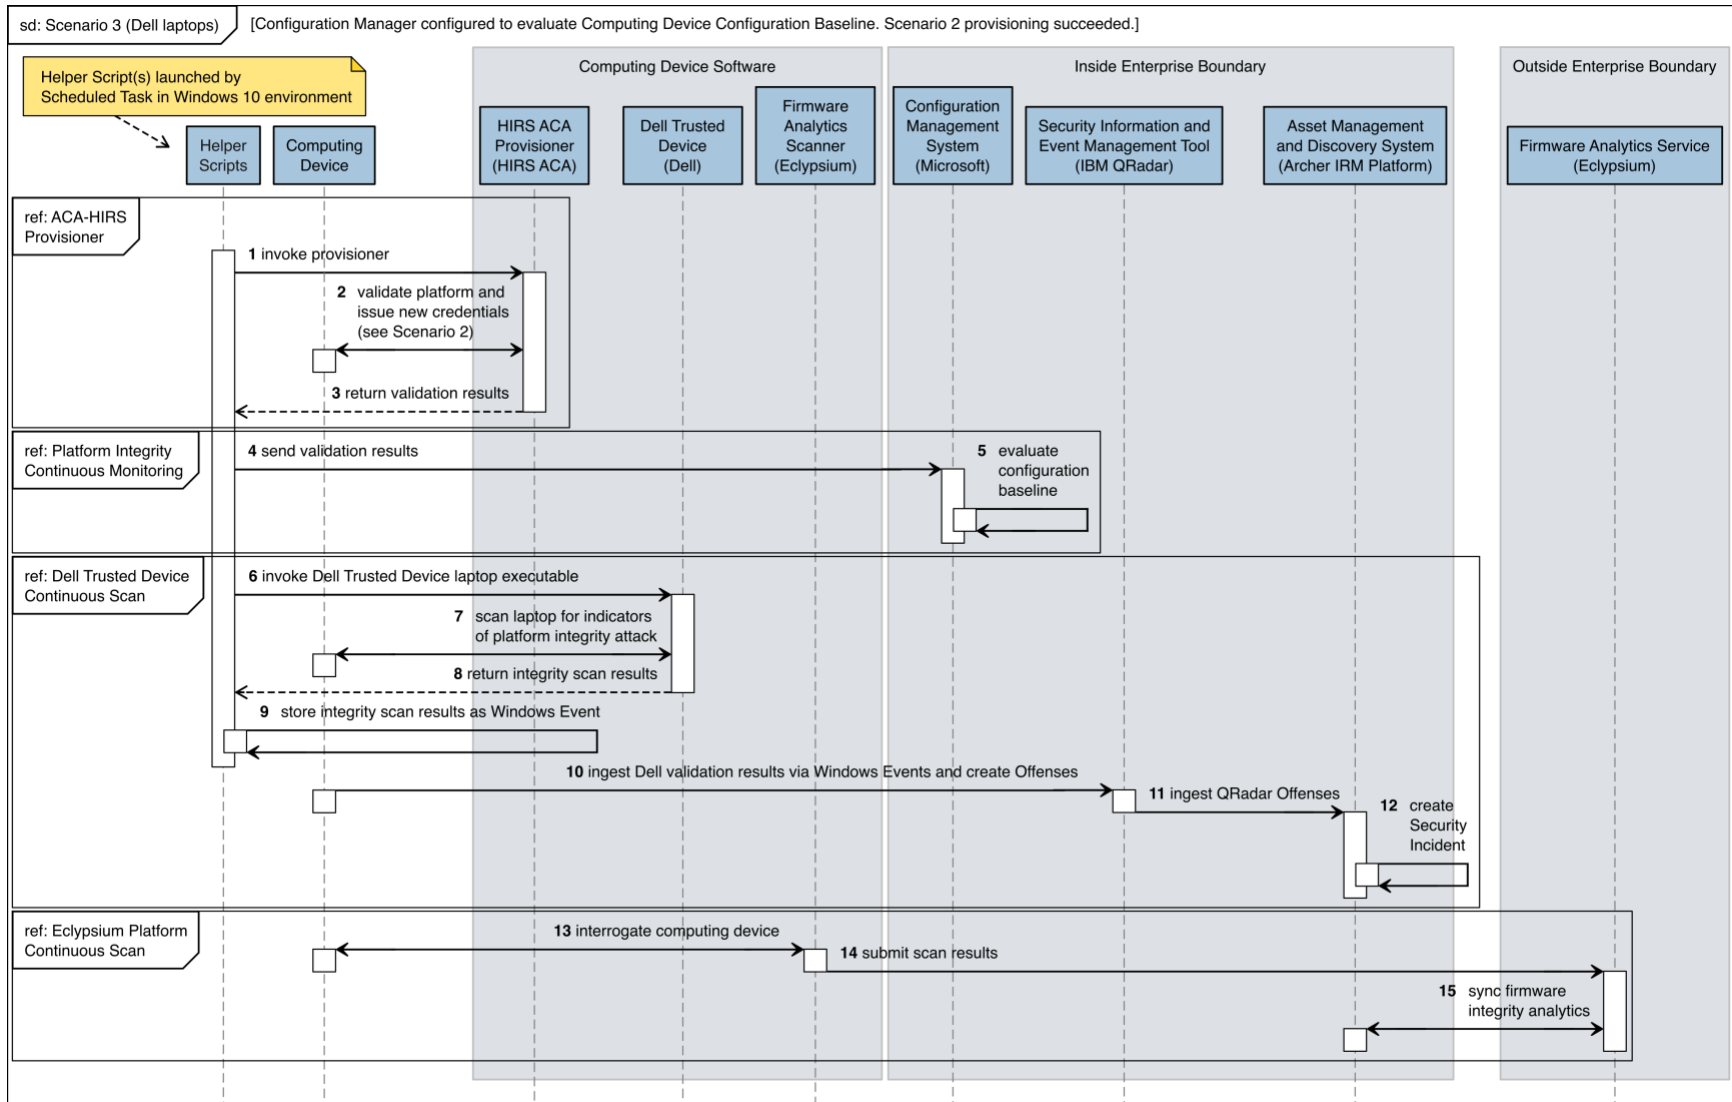 sd: Scenario 3 (Dell laptops)
[Configuration Manager configured to evaluate Computing Device Configuration Baseline. Scenario 2 provisioning succeeded.]
Helper Script(s) launched by
Scheduled Task in Windows 10 environment
Computing Device Software
Inside Enterprise Boundary
Outside Enterprise Boundary
Helper
Scripts
Computing
Device
HIRS ACA
Provisioner
(HIRS ACA)
Dell Trusted
Device
(Dell)
Firmware
Analytics
Scanner
(Eclypsium)
Configuration
Management
System
(Microsoft)
Security Information and
Event Management Tool
(IBM QRadar)
Asset Management
and Discovery System
(Archer IRM Platform)
Firmware Analytics Service
(Eclypsium)
ref: ACA-HIRS
Provisioner
1 invoke provisioner
2 validate platform and
issue new credentials
(see Scenario 2)
3 return validation results
ref: Platform Integrity
Continuous Monitoring
4 send validation results
5 evaluate
configuration
baseline
ref: Dell Trusted Device
Continuous Scan
6 invoke Dell Trusted Device laptop executable
7 scan laptop for indicators
of platform integrity attack
8 return integrity scan results
9 store integrity scan results as Windows Event
10 ingest Dell validation results via Windows Events and create Offenses
11 ingest QRadar Offenses
12 create
Security
Incident
ref: Eclypsium Platform
Continuous Scan
13 interrogate computing device
14 submit scan results
15 sync firmware
integrity analytics